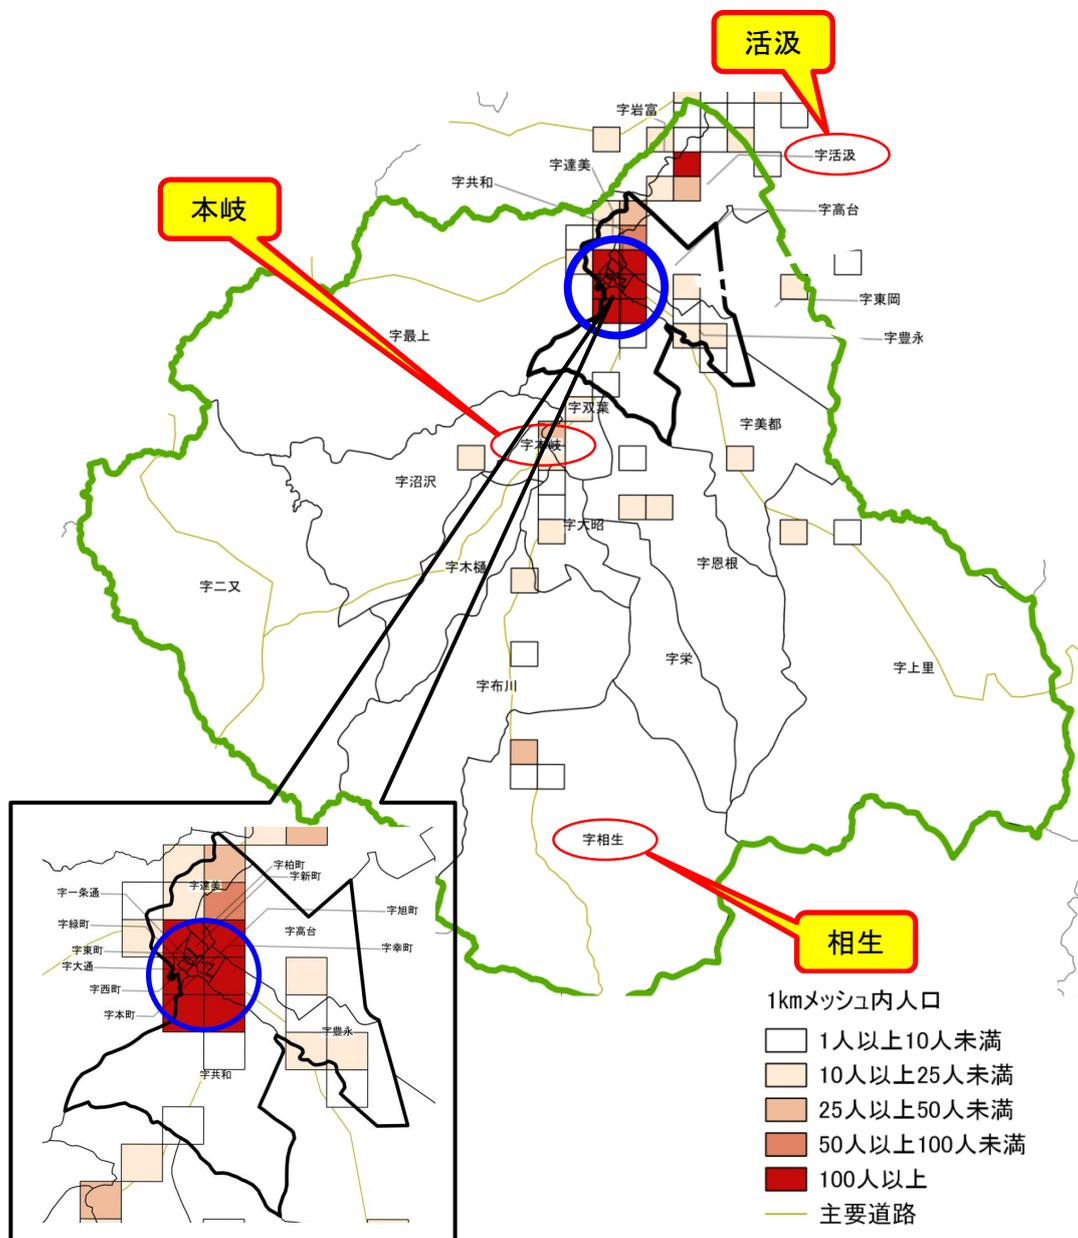 活汲
字岩富
字達美
字活汲
字共和
本岐
字高台
字東岡
字最上
字豊永
字双葉
字美都
字本岐
字沼沢
字大昭
字恩根
字木樋
字二又
字栄
字上里
字布川
字相生
相生
字柏町
字新町
字達美
字一条通
字旭町
字緑町
字高台
字幸町
字東町
字大通
字西町
字本町
字豊永
字共和
1kmメッシュ内人口
1人以上10人未満
10人以上25人未満
25人以上50人未満
50人以上100人未満
100人以上
主要道路